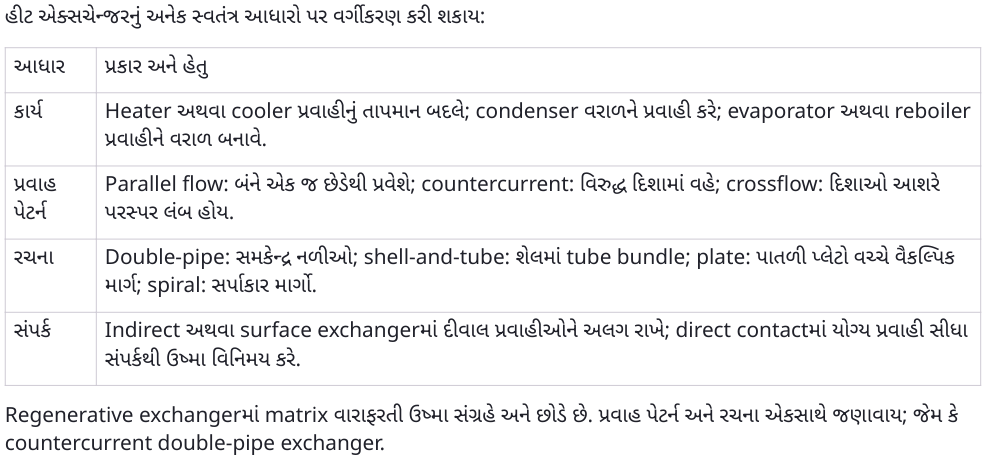 હીટ એક્સચેન્જરનું અનેક સ્વતંત્ર આધારો પર વર્ગીકરણ કરી શકાય:
આધાર પ્રકાર અને હેતુ
કાર્ય Heater અથવા cooler પ્રવાહીનું તાપમાન બદલે; condenser વરાળને પ્રવાહી કરે; evaporator અથવા reboiler
પ્રવાહીને વરાળ બનાવે.
પ્રવાહ Parallel flow: બંને એક જ છેડેથી પ્રવેશે; countercurrent: વિરુદ્ધ દિશામાં વહે; crossflow: દિશાઓ આશરે
પેટર્ન પરસ્પર લંબ હોય.
રચના Double-pipe: સમકેન્દ્ર નળીઓ; shell-and-tube: શેલમાં tube bundle; plate: પાતળી પ્લેટો વચ્ચે વૈકલ્પિક
માર્ગ; spiral: સર્પાકાર માર્ગો.
સંપર્ક Indirect અથવા surface exchangerમાં દીવાલ પ્રવાહીઓને અલગ રાખે; direct contactમાં યોગ્ય પ્રવાહી સીધા
સંપર્કથી ઉષ્મા વિનિમય કરે.
Regenerative exchangerમાં matrix વારાફરતી ઉષ્મા સંગ્રહે અને છોડે છે. પ્રવાહ પેટર્ન અને રચના એકસાથે જણાવાય; જેમ કે
countercurrent double-pipe exchanger.